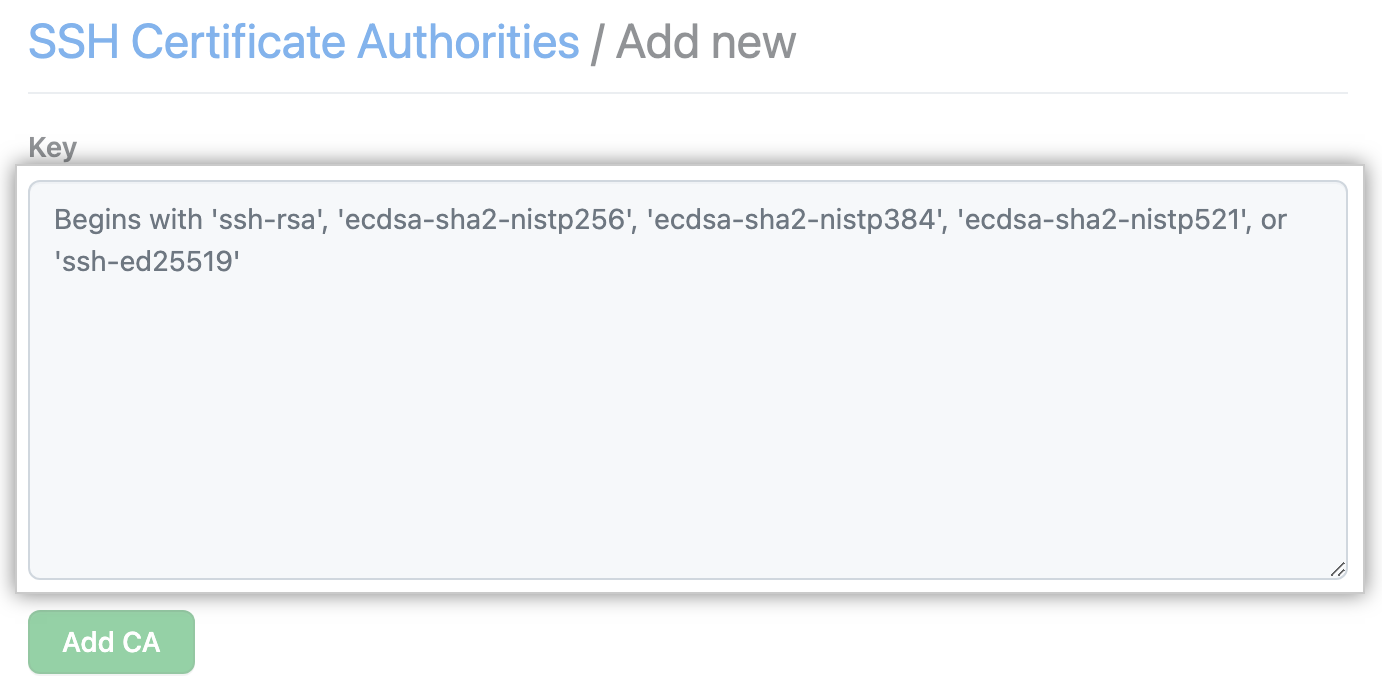 SSH Certificate Authorities / Add new
Key
Begins with 'ssh-rsa', 'ecdsa-sha2-nistp256', 'ecdsa-sha2-nistp384', 'ecdsa-sha2-nistp521', or
'ssh-ed25519'
Add CA